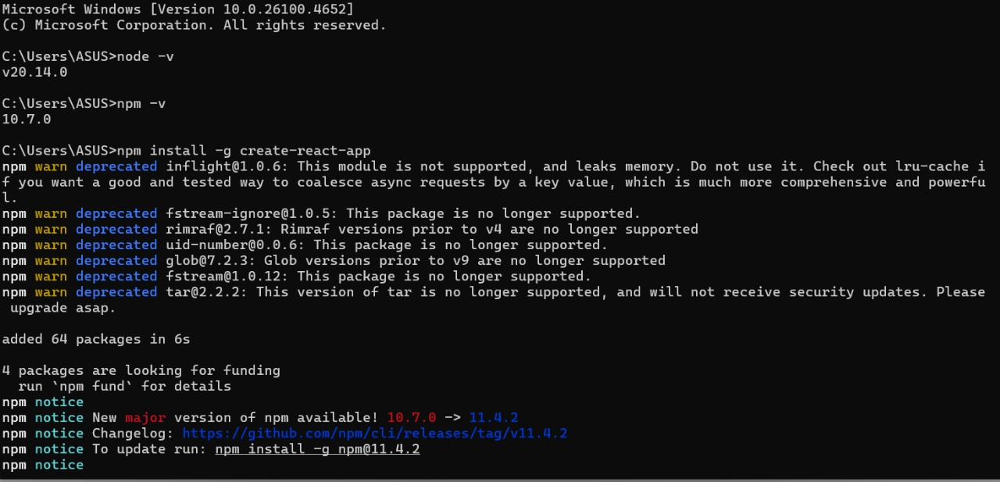 Microsoft Windows [Version 10.0.26100.4652]
(c) Microsoft Corporation. All rights reserved.
C:\Users\ASUS>node -v
v20.14.0
C:\Users\ASUS>npm -v
10.7.0
C:\Users\ASUS>npm install -g create-react-app
npm warn deprecated inflight@1.0.6: This module is not supported, and leaks memory. Do not use it. Check out lru-cache i
f you want a good and tested way to coalesce async requests by a key value, which is much more comprehensive and powerfu
l.
npm warn deprecated fstream-ignore@1.0.5: This package is no longer supported.
npm warn deprecated rimraf@2.7.1: Rimraf versions prior to v4 are no longer supported
npm warn deprecated uid-number@0.0.6: This package is no longer supported.
npm warn deprecated glob@7.2.3: Glob versions prior to v9 are no longer supported
npm warn deprecated fstream@1.0.12: This package is no longer supported.
npm warn deprecated tar@2.2.2: This version of tar is no longer supported, and will not receive security updates. Please
 upgrade asap.
added 64 packages in 6s
4 packages are looking for funding
  run `npm fund` for details
npm notice
npm notice New major version of npm available! 10.7.0 -> 11.4.2
npm notice Changelog: https://github.com/npm/cli/releases/tag/v11.4.2
npm notice To update run: npm install -g npm@11.4.2
npm notice